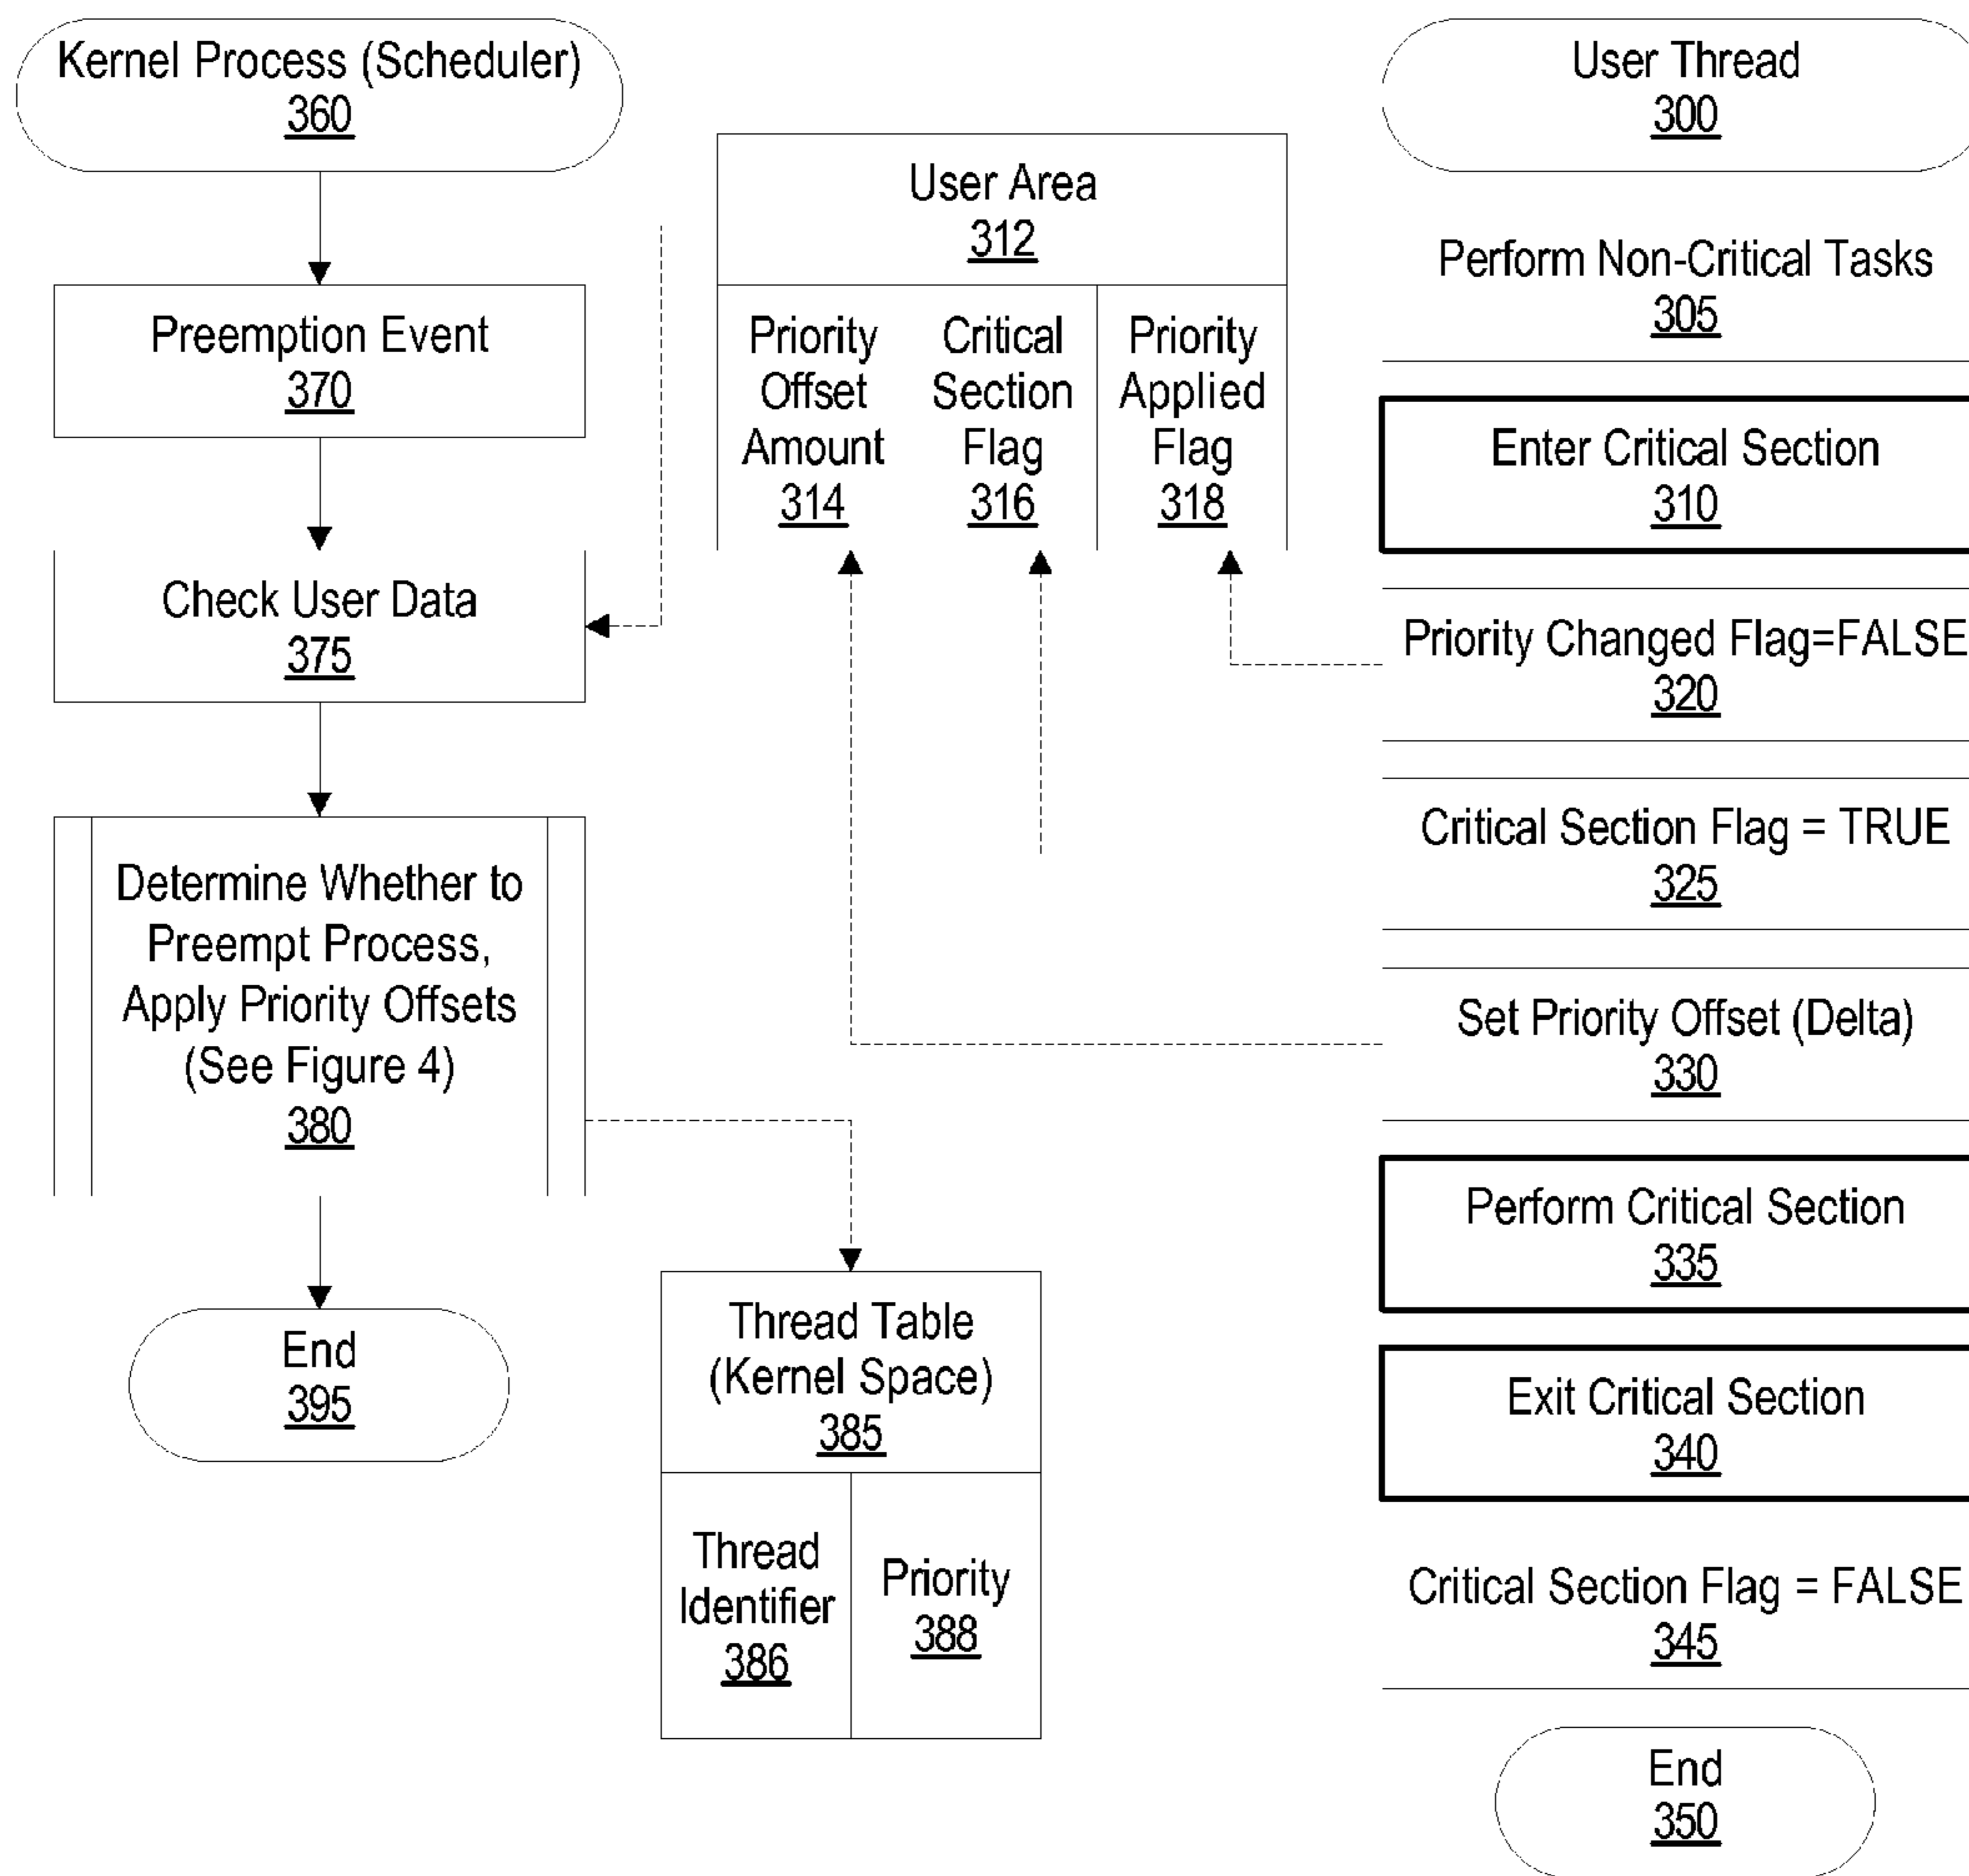 Kernel Process (Scheduler)
360
Preemption Event
370
Check User Data
375
Determine Whether to
Preempt Process,
Apply Priority Offsets
(See Figure 4)
380
End
395
User Area
312
Priority
Offset
Amount
314
Critical
Section
Flag
316
Priority
Applied
Flag
318
Thread Table
(Kernel Space)
385
Thread
Identifier
386
Priority
388
User Thread
300
Perform Non-Critical Tasks
305
Enter Critical Section
310
Priority Changed Flag=FALSE
320
Critical Section Flag = TRUE
325
Set Priority Offset (Delta)
330
Perform Critical Section
335
Exit Critical Section
340
Critical Section Flag = FALSE
345
End
350